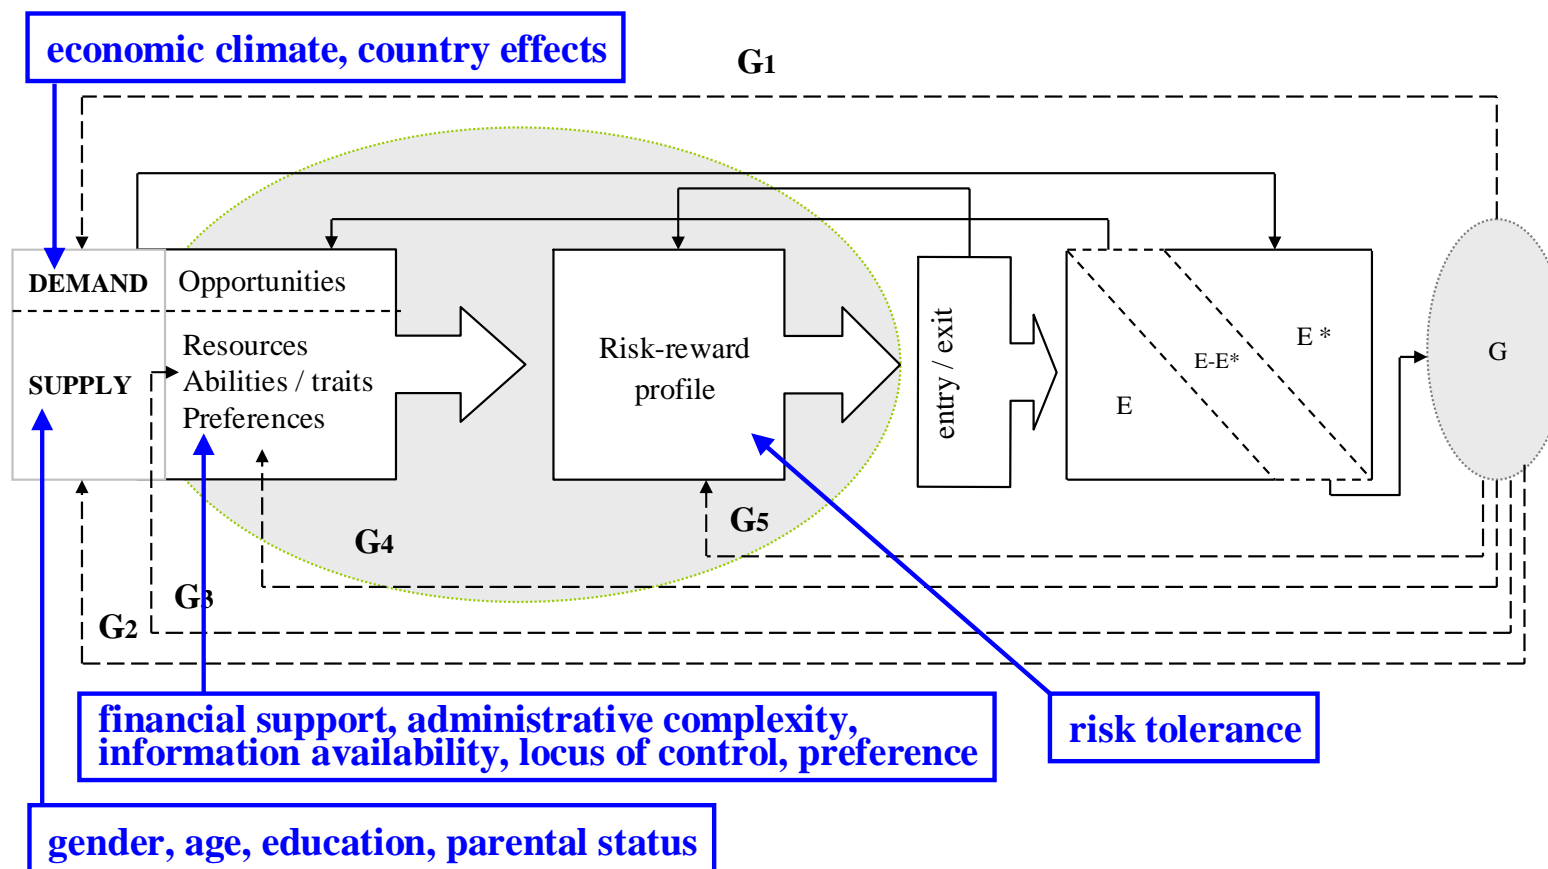 economic climate, country effects
G1
DEMAND
Opportunities
Resources
Abilities / traits
Preferences
SUPPLY
Risk-reward
profile
entry / exit
E
E-E*
E *
G
G5
G4
G3
G2
financial support, administrative complexity,
information availability, locus of control, preference
risk tolerance
gender, age, education, parental status